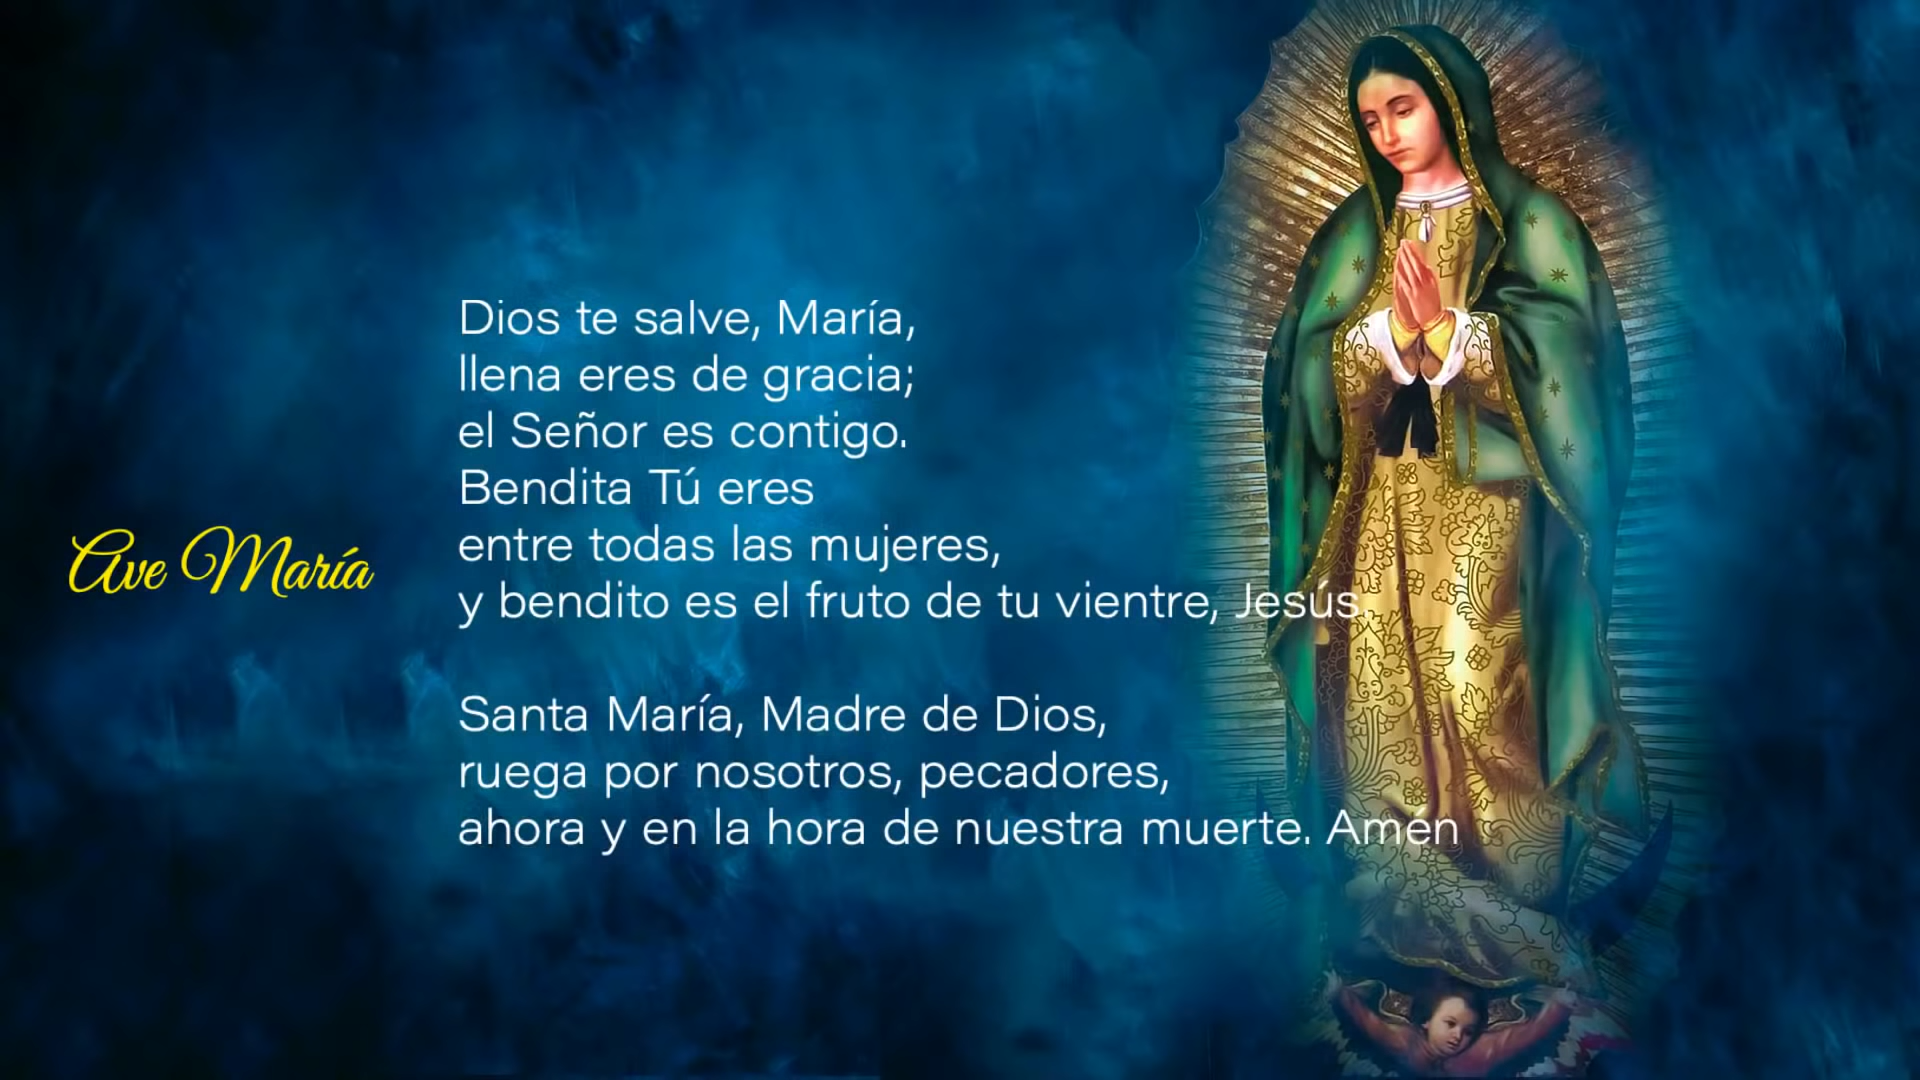 Ave María
Dios te salve, María,
llena eres de gracia;
el Señor es contigo.
Bendita Tú eres
entre todas las mujeres,
y bendito es el fruto de tu vientre, Jesús.
Santa María, Madre de Dios,
ruega por nosotros, pecadores,
ahora y en la hora de nuestra muerte. Amén